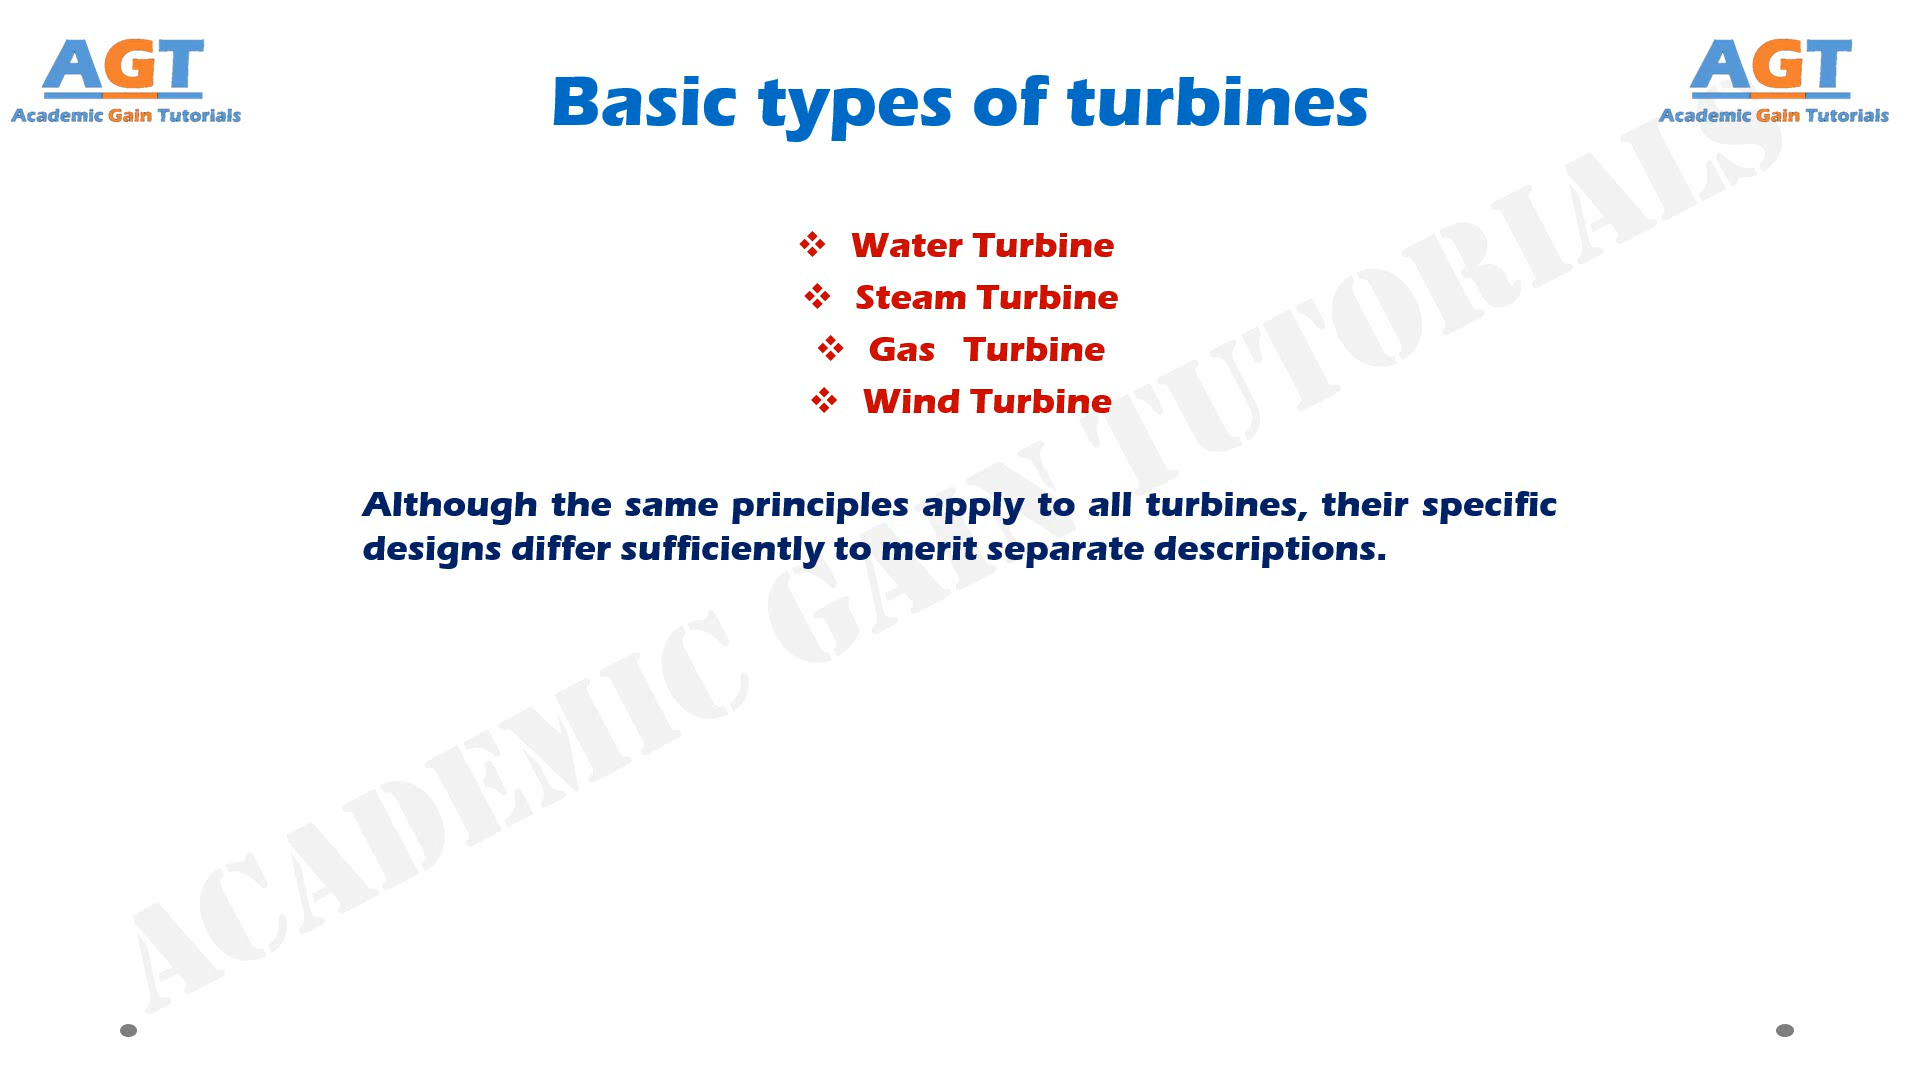 AGT
Academic Gain Tutorials
AGT
Academic Gain Tutorials
Basic types of turbines
❖ Water Turbine
❖ Steam Turbine
❖ Gas Turbine
❖ Wind Turbine
Although the same principles apply to all turbines, their specific
designs differ sufficiently to merit separate descriptions.
ACADEMIC GAIN TUTORIALS